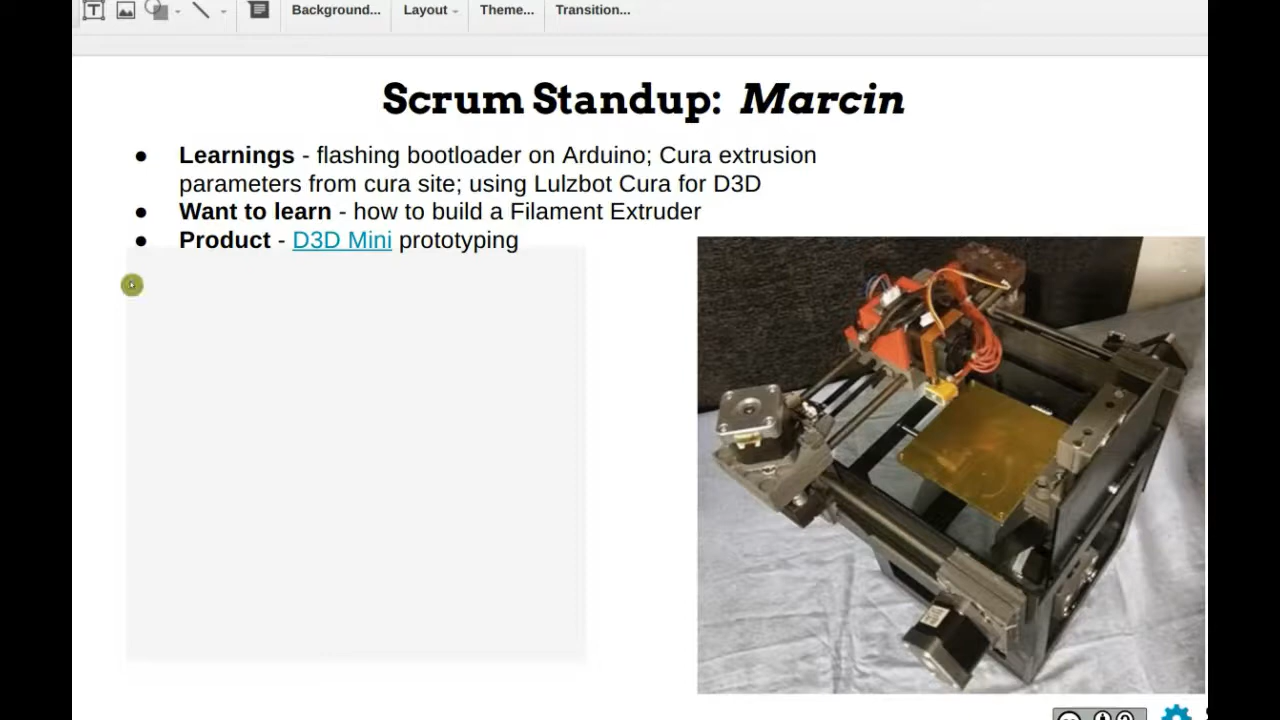 Background... Layout Theme... Transition...
Scrum Standup: Marcin
● Learnings - flashing bootloader on Arduino; Cura extrusion
parameters from cura site; using Lulzbot Cura for D3D
● Want to learn - how to build a Filament Extruder
● Product - D3D Mini prototyping